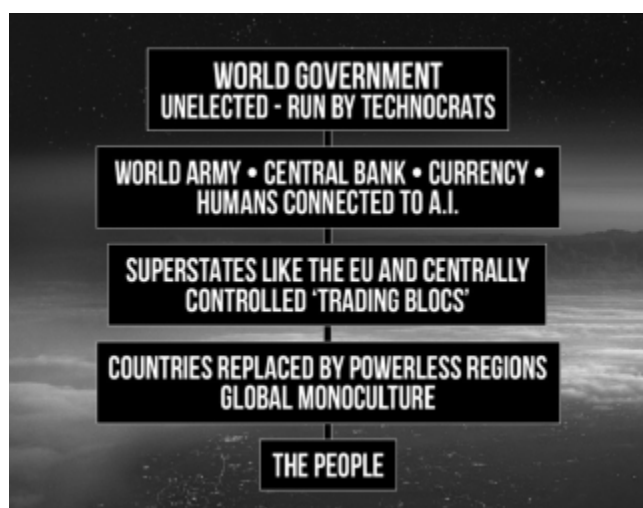 WORLD GOVERNMENT
UNELECTED - RUN BY TECHNOCRATS
WORLD ARMY • CENTRAL BANK • CURRENCY •
HUMANS CONNECTED TO A.I.
SUPERSTATES LIKE THE EU AND CENTRALLY
CONTROLLED ‘TRADING BLOCS’
COUNTRIES REPLACED BY POWERLESS REGIONS
GLOBAL MONOCULTURE
THE PEOPLE